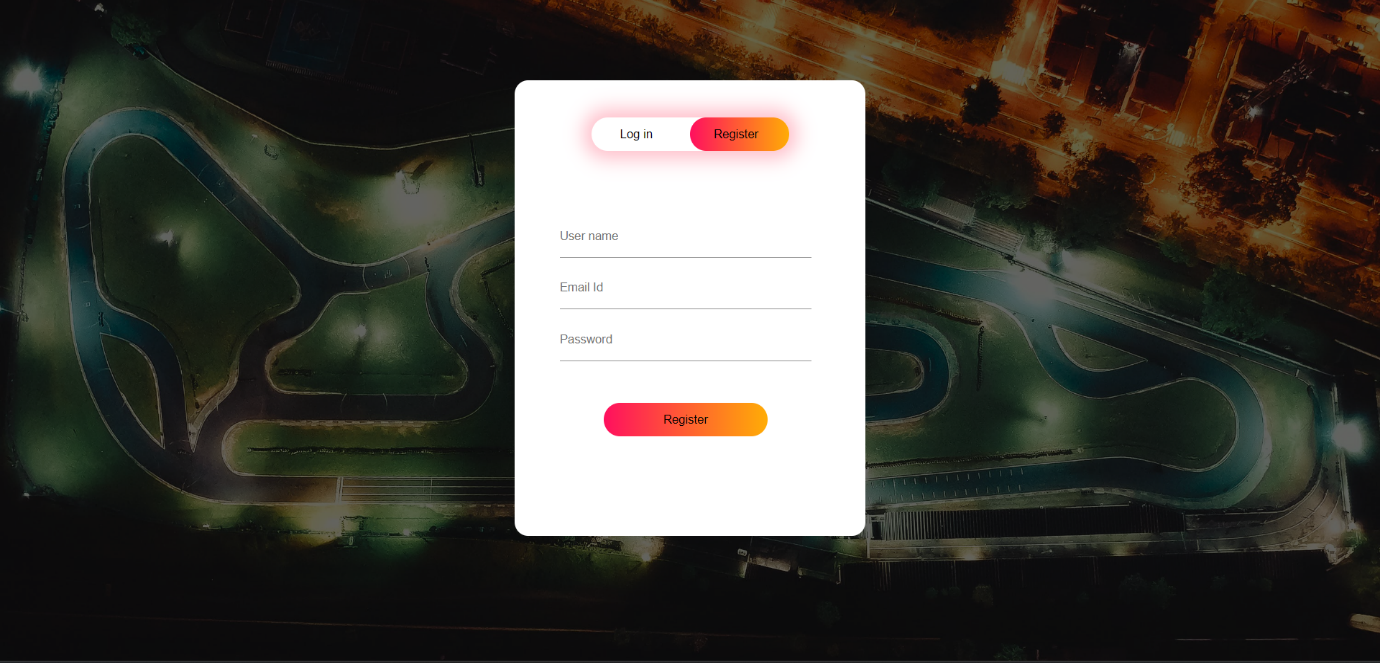 Log in
Register
User name
Email Id
Password
Register